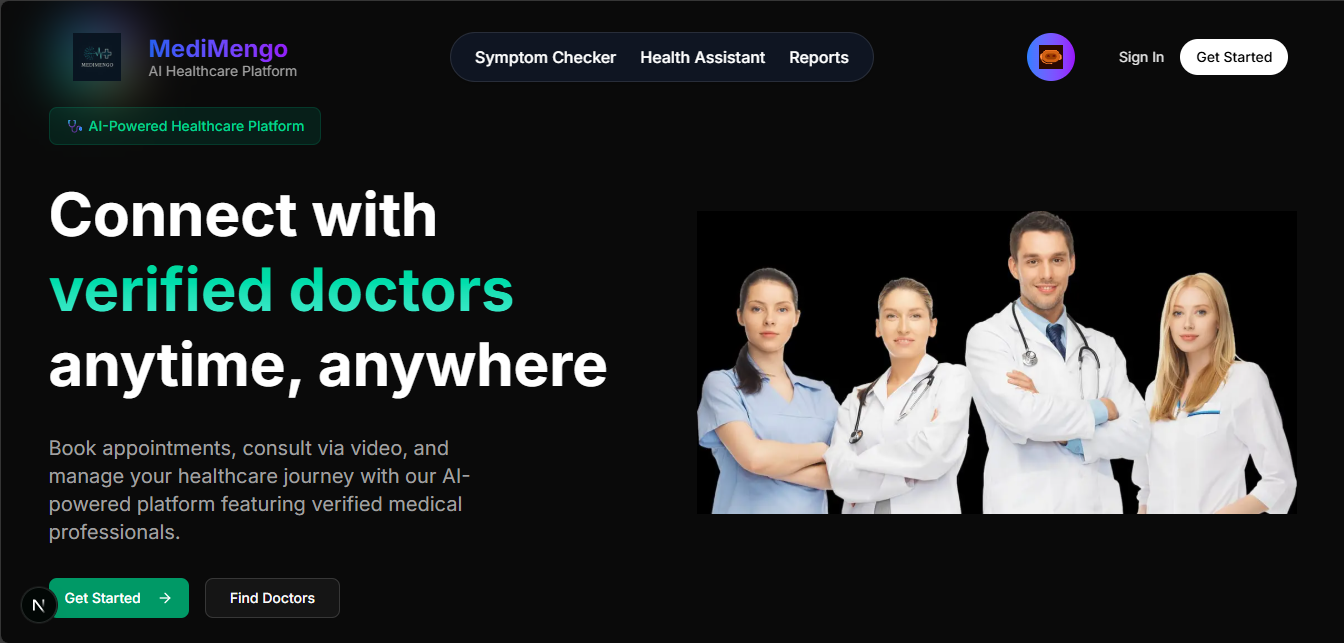 MEDIMENGO
MediMengo
AI Healthcare Platform
Symptom Checker
Health Assistant
Reports
Sign In
Get Started
AI-Powered Healthcare Platform
Connect with
verified doctors
anytime, anywhere
Book appointments, consult via video, and
manage your healthcare journey with our AI-
powered platform featuring verified medical
professionals.
N
Get Started
Find Doctors